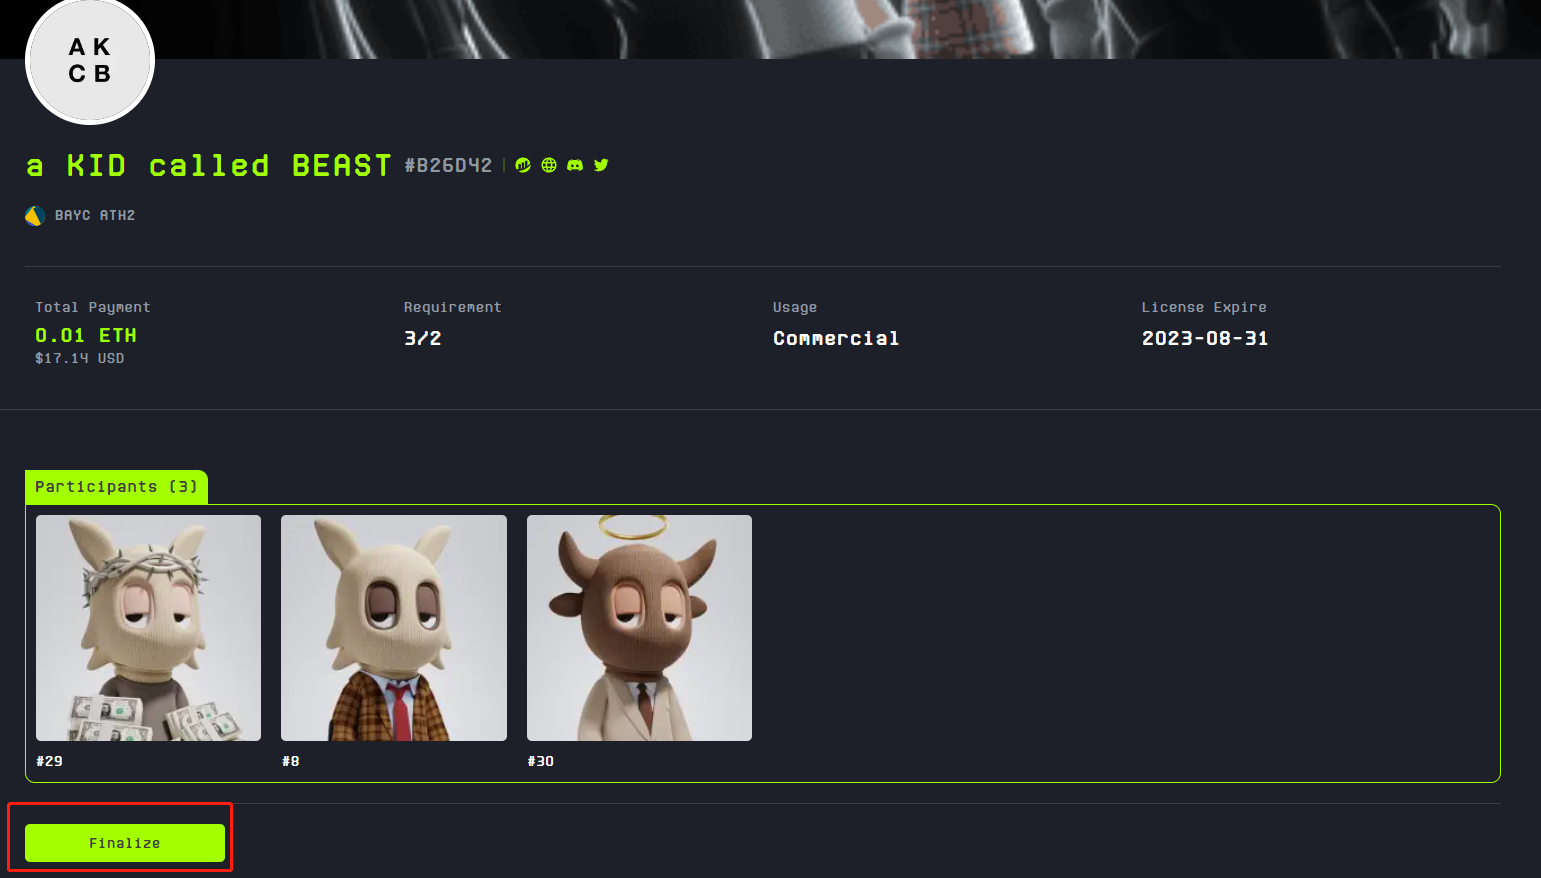 A K
C B
a KID called BEAST #B26D42
BAYC ATH2
Total Payment
0.01 ETH
$17.14 USD
Requirement
3/2
Usage
Commercial
License Expire
2023-08-31
Participants (3)
#29
#8
#30
Finalize